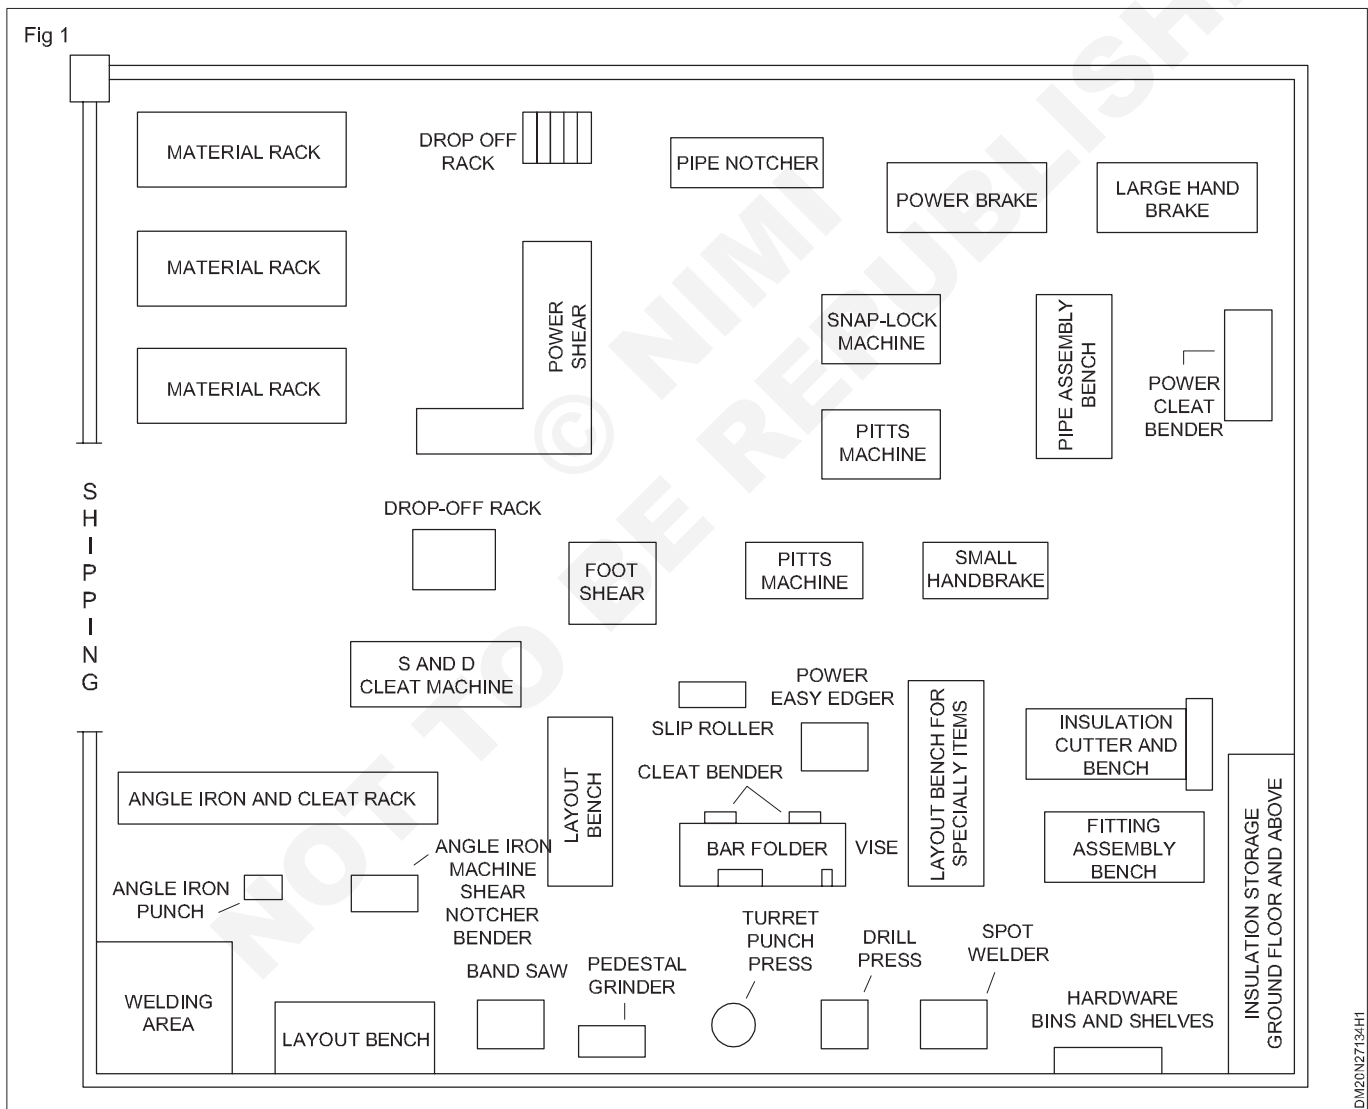 Fig 1
MATERIAL RACK
DROP OFF
RACK
PIPE NOTCHER
POWER BRAKE
LARGE HAND
BRAKE
MATERIAL RACK
POWER
SHEAR
SNAP-LOCK
MACHINE
PIPE ASSEMBLY
BENCH
POWER
CLEAT
BENDER
MATERIAL RACK
PITTS
MACHINE
SHIPPING
DROP-OFF RACK
FOOT
SHEAR
PITTS
MACHINE
SMALL
HANDBRAKE
S AND D
CLEAT MACHINE
SLIP ROLLER
POWER
EASY EDGER
LAYOUT BENCH FOR
SPECIALLY ITEMS
INSULATION
CUTTER AND
BENCH
ANGLE IRON AND CLEAT RACK
LAYOUT
BENCH
CLEAT BENDER
BAR FOLDER
VISE
FITTING
ASSEMBLY
BENCH
INSULATION STORAGE
GROUND FLOOR AND ABOVE
ANGLE IRON
PUNCH
ANGLE IRON
MACHINE
SHEAR
NOTCHER
BENDER
WELDING
AREA
LAYOUT BENCH
BAND SAW
PEDESTAL
GRINDER
TURRET
PUNCH
PRESS
DRILL
PRESS
SPOT
WELDER
HARDWARE
BINS AND SHELVES
DM20N27134H1
© NIMI
NOT TO BE REPUBLISH